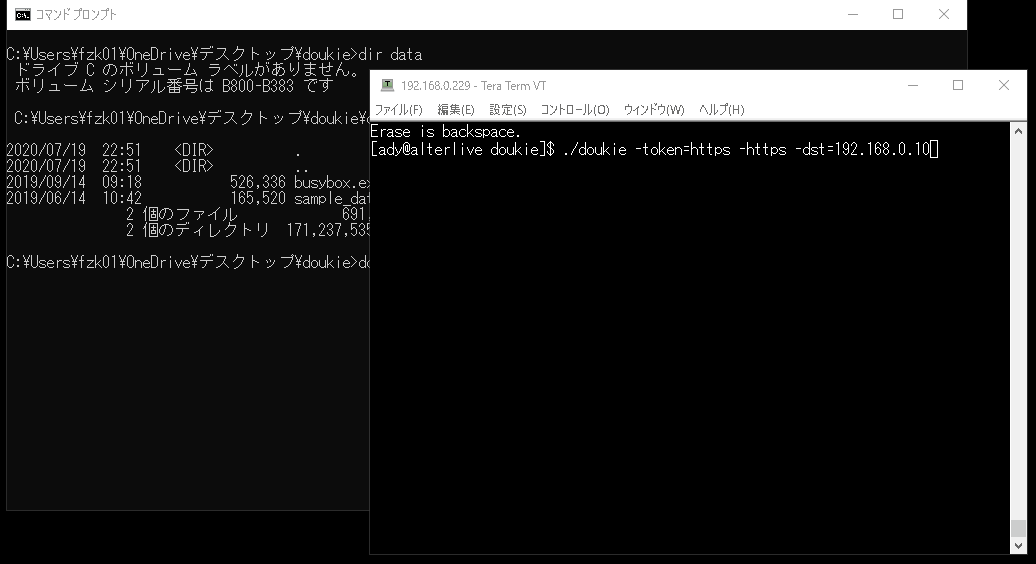 コマンド プロンプト
C:¥Users¥fzk01¥OneDrive¥デスクトップ¥doukie>dir data
ドライブ C のボリューム ラベルがありません。
ボリューム シリアル番号は B800-B383 です
C:¥Users¥fzk01¥OneDrive¥デスクトップ¥doukie¥
2020/07/19 22:51 <DIR> .
2020/07/19 22:51 <DIR> ..
2019/09/14 09:18 526,336 busybox.ex
2019/06/14 10:42 165,520 sample_dat
2 個のファイル 691,
2 個のディレクトリ 171,237,535
C:¥Users¥fzk01¥OneDrive¥デスクトップ¥doukie>do
192.168.0.229 - Tera Term VT
ファイル(F) 編集(E) 設定(S) コントロール(O) ウィンドウ(W) ヘルプ(H)
Erase is backspace.
[ady@alterlive doukie]$ ./doukie -token=https -https -dst=192.168.0.10